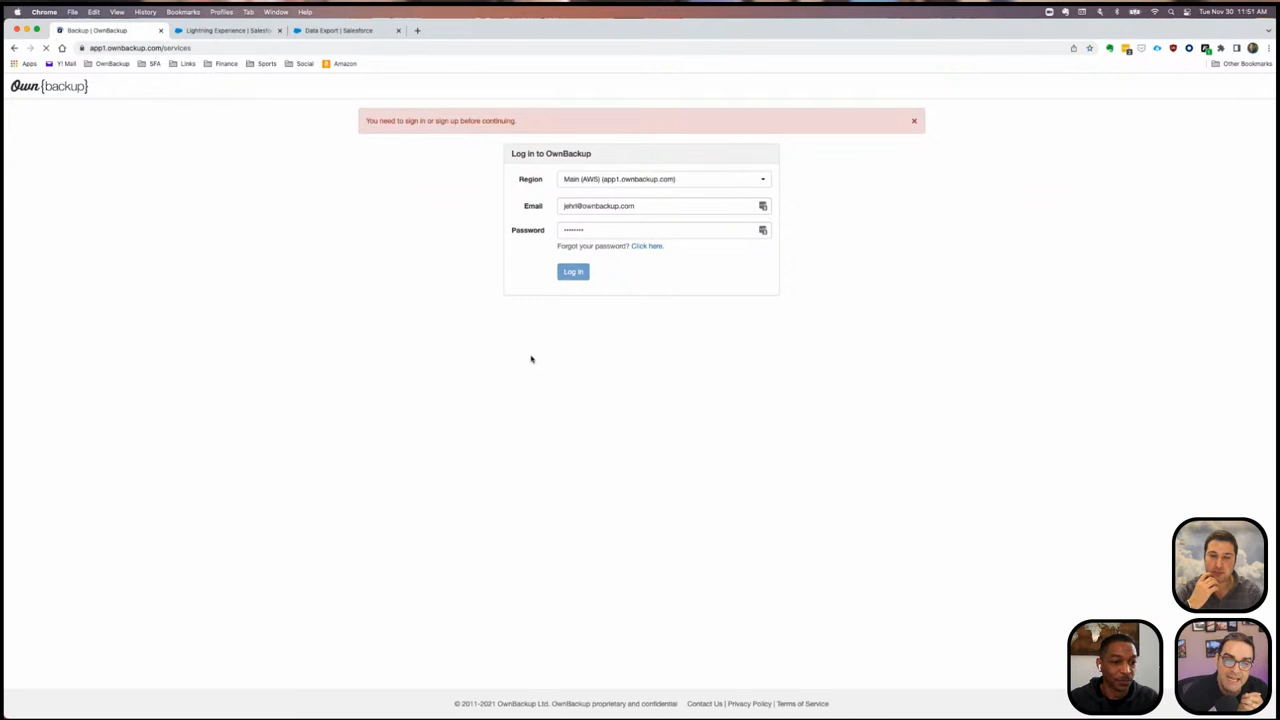 Chrome File Edit View History Bookmarks Profiles Tab Window Help Tue Nov 30 11:51 AM
Backup | OwnBackup Lightning Experience | Salesfo Data Export | Salesforce
app1.ownbackup.com/services
Apps Y! Mail OwnBackup SFA Links Finance Sports Social Amazon Other Bookmarks
Own{backup}
You need to sign in or sign up before continuing.
Log in to OwnBackup
Region Main (AWS) (app1.ownbackup.com)
Email jehrl@ownbackup.com
Password ••••••••
Forgot your password? Click here.
Log in
© 2011-2021 OwnBackup Ltd. OwnBackup proprietary and confidential Contact Us | Privacy Policy | Terms of Service